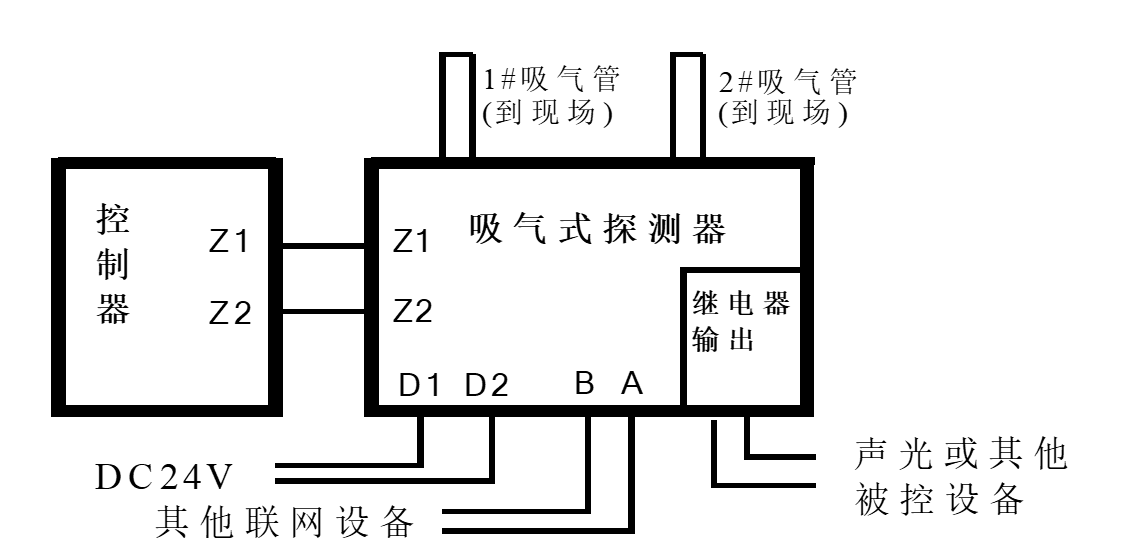 1#吸气管
(到现场)
2#吸气管
(到现场)
控制器
Z1
Z2
Z1
Z2
吸气式探测器
继电器
输出
D1 D2 B A
DC24V
其他联网设备
声光或其他
被控设备